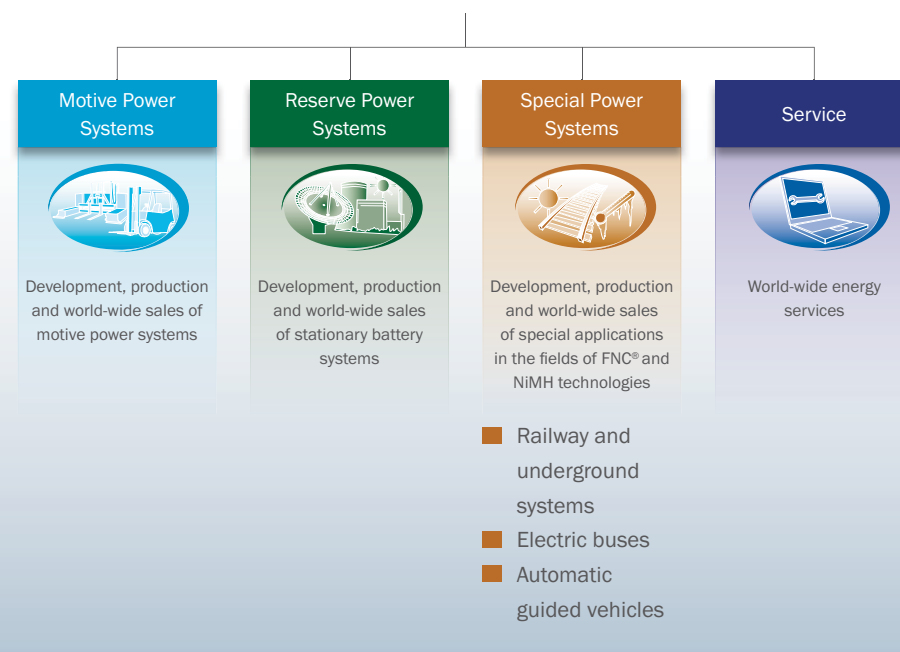 Motive Power
Systems
Development, production
and world-wide sales of
motive power systems
Reserve Power
Systems
Development, production
and world-wide sales
of stationary battery
systems
Special Power
Systems
Development, production
and world-wide sales
of special applications
in the fields of FNC® and
NiMH technologies
Railway and
underground
systems
Electric buses
Automatic
guided vehicles
Service
World-wide energy
services